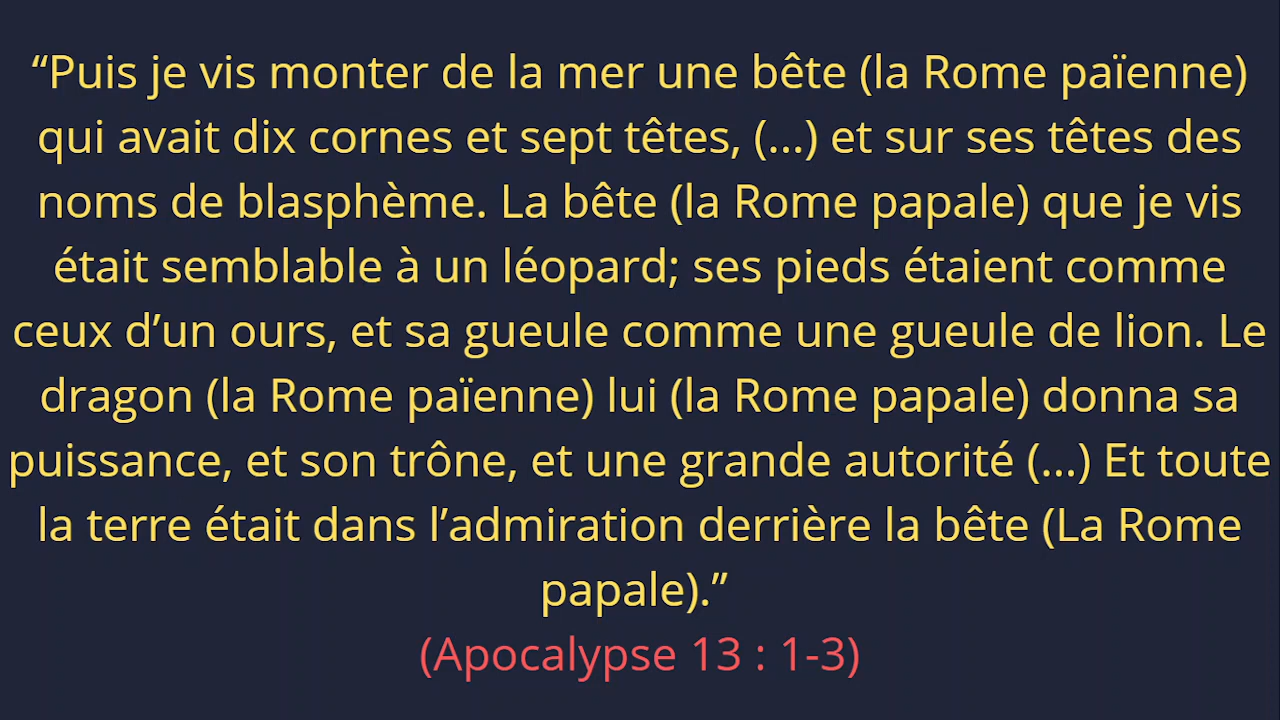 “Puis je vis monter de la mer une bête (la Rome païenne)
qui avait dix cornes et sept têtes, (...) et sur ses têtes des
noms de blasphème. La bête (la Rome papale) que je vis
était semblable à un léopard; ses pieds étaient comme
ceux d’un ours, et sa gueule comme une gueule de lion. Le
dragon (la Rome païenne) lui (la Rome papale) donna sa
puissance, et son trône, et une grande autorité (...) Et toute
la terre était dans l’admiration derrière la bête (La Rome
papale).”
(Apocalypse 13 : 1-3)